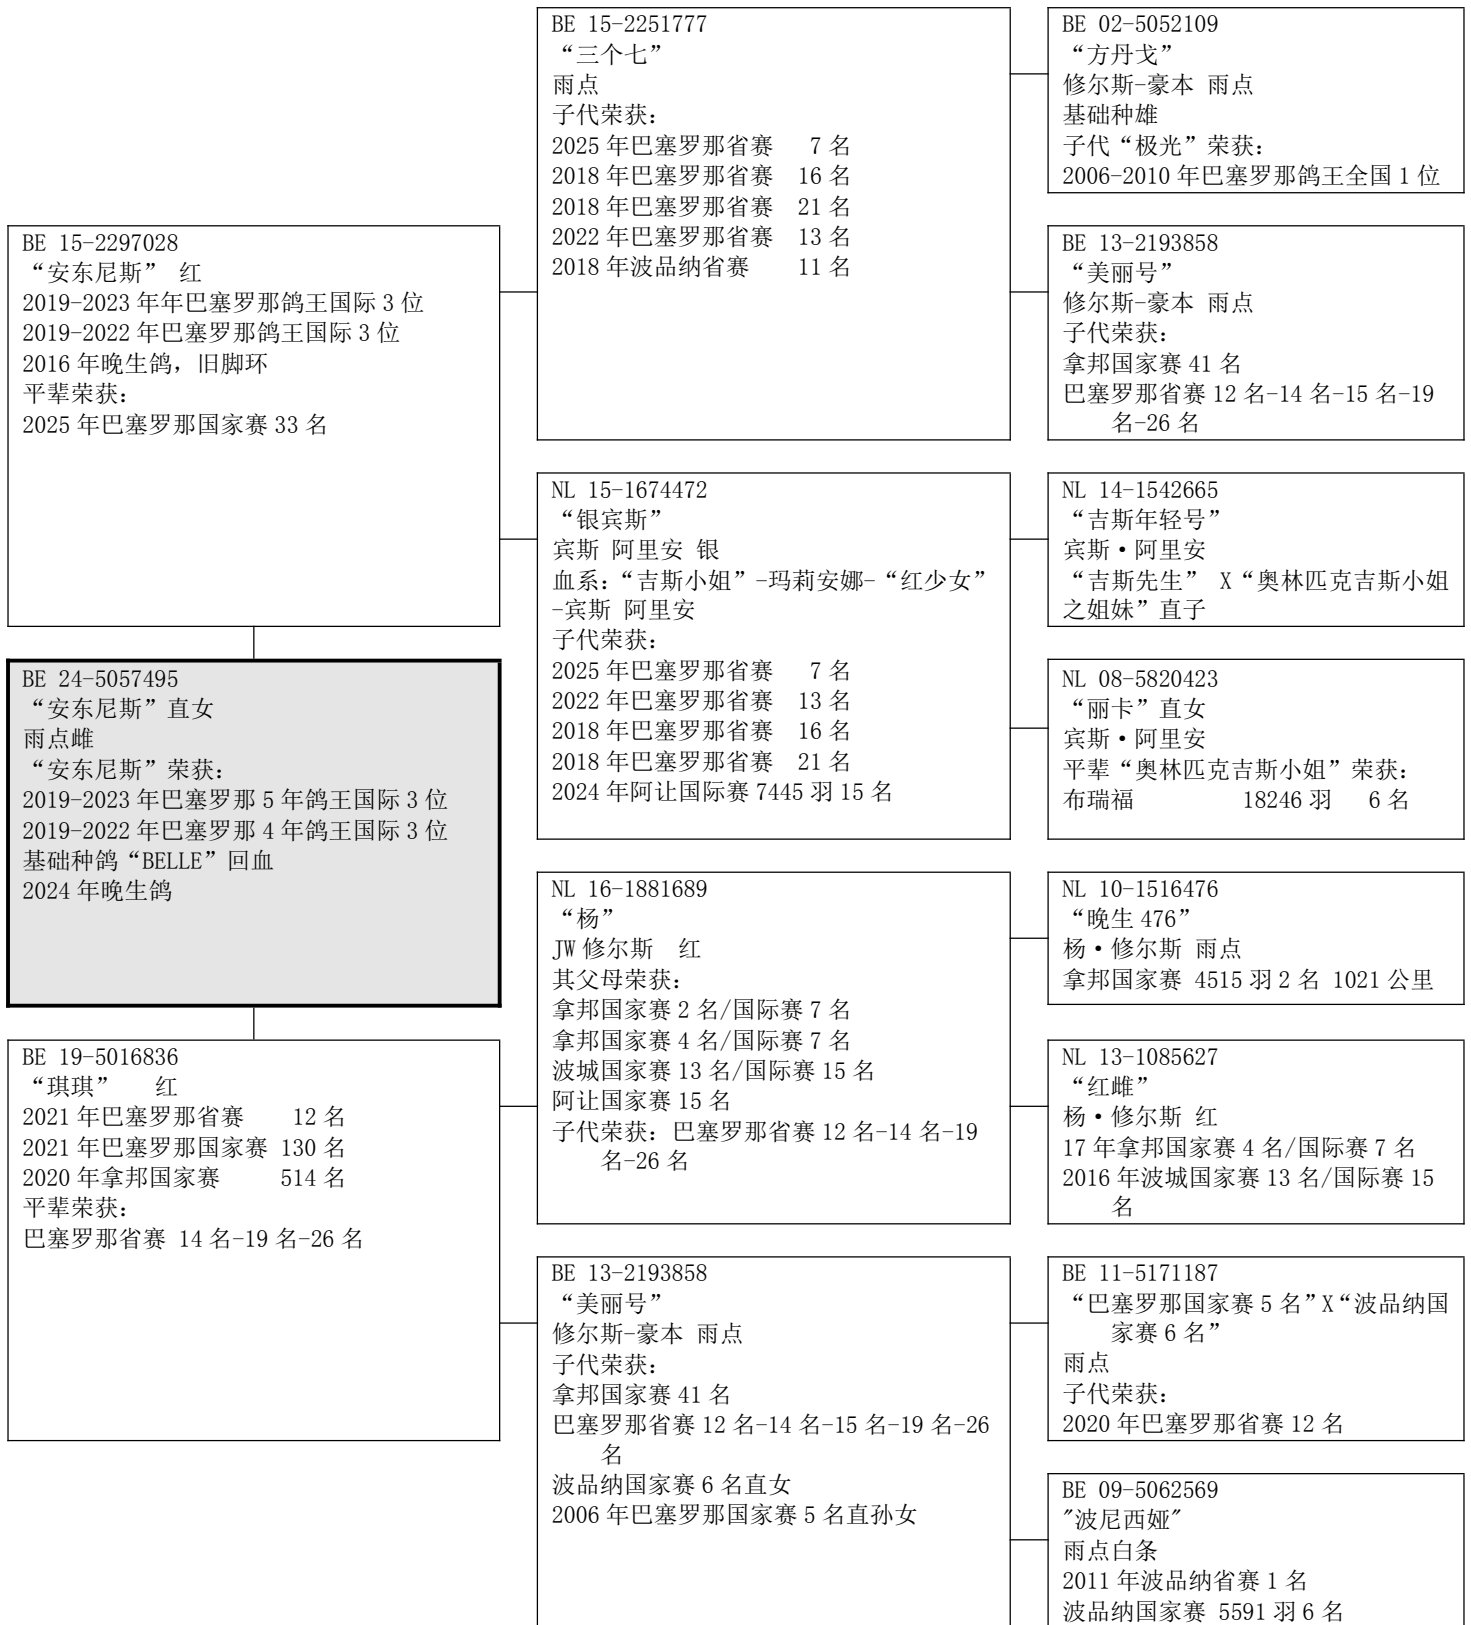 BE 15-2297028
“安东尼斯” 红
2019-2023 年年巴塞罗那鸽王国际 3 位
2019-2022 年巴塞罗那鸽王国际 3 位
2016 年晚生鸽，旧脚环
平辈荣获：
2025 年巴塞罗那国家赛 33 名
BE 24-5057495
“安东尼斯”直女
雨点雌
“安东尼斯”荣获：
2019-2023 年巴塞罗那 5 年鸽王国际 3 位
2019-2022 年巴塞罗那 4 年鸽王国际 3 位
基础种鸽“BELLE”回血
2024 年晚生鸽
BE 19-5016836
“琪琪” 红
2021 年巴塞罗那省赛 12 名
2021 年巴塞罗那国家赛 130 名
2020 年拿邦国家赛 514 名
平辈荣获：
巴塞罗那省赛 14 名-19 名-26 名
BE 15-2251777
“三个七”
雨点
子代荣获：
2025 年巴塞罗那省赛 7 名
2018 年巴塞罗那省赛 16 名
2018 年巴塞罗那省赛 21 名
2022 年巴塞罗那省赛 13 名
2018 年波品纳省赛 11 名
NL 15-1674472
“银宾斯”
宾斯 阿里安 银
血系：“吉斯小姐”-玛莉安娜-“红少女”
-宾斯 阿里安
子代荣获：
2025 年巴塞罗那省赛 7 名
2022 年巴塞罗那省赛 13 名
2018 年巴塞罗那省赛 16 名
2018 年巴塞罗那省赛 21 名
2024 年阿让国际赛 7445 羽 15 名
NL 16-1881689
“杨”
JW 修尔斯 红
其父母荣获：
拿邦国家赛 2 名/国际赛 7 名
拿邦国家赛 4 名/国际赛 7 名
波城国家赛 13 名/国际赛 15 名
阿让国家赛 15 名
子代荣获：巴塞罗那省赛 12 名-14 名-19
名-26 名
BE 13-2193858
“美丽号”
修尔斯-豪本 雨点
子代荣获：
拿邦国家赛 41 名
巴塞罗那省赛 12 名-14 名-15 名-19 名-26
名
波品纳国家赛 6 名直女
2006 年巴塞罗那国家赛 5 名直孙女
BE 02-5052109
“方丹戈”
修尔斯-豪本 雨点
基础种雄
子代“极光”荣获：
2006-2010 年巴塞罗那鸽王全国 1 位
BE 13-2193858
“美丽号”
修尔斯-豪本 雨点
子代荣获：
拿邦国家赛 41 名
巴塞罗那省赛 12 名-14 名-15 名-19
名-26 名
NL 14-1542665
“吉斯年轻号”
宾斯·阿里安
“吉斯先生” X“奥林匹克吉斯小姐
之姐妹”直子
NL 08-5820423
“丽卡”直女
宾斯·阿里安
平辈“奥林匹克吉斯小姐”荣获：
布瑞福 18246 羽 6 名
NL 10-1516476
“晚生 476”
杨·修尔斯 雨点
拿邦国家赛 4515 羽 2 名 1021 公里
NL 13-1085627
“红雌”
杨·修尔斯 红
17 年拿邦国家赛 4 名/国际赛 7 名
2016 年波城国家赛 13 名/国际赛 15
名
BE 11-5171187
“巴塞罗那国家赛 5 名”X“波品纳国
家赛 6 名”
雨点
子代荣获：
2020 年巴塞罗那省赛 12 名
BE 09-5062569
"波尼西娅"
雨点白条
2011 年波品纳省赛 1 名
波品纳国家赛 5591 羽 6 名